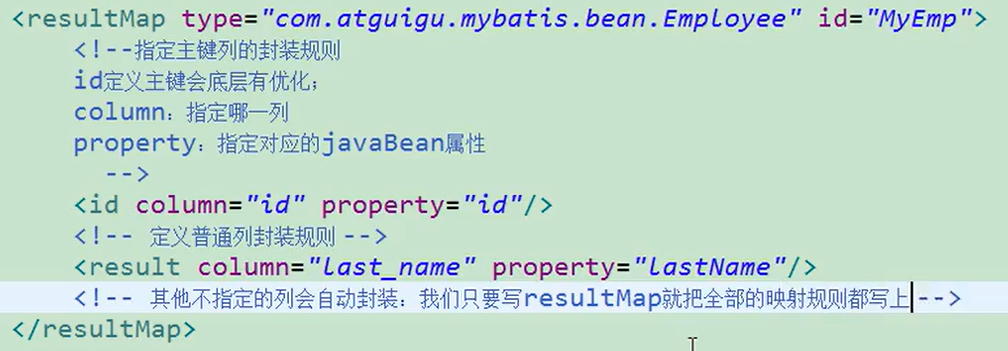 <resultMap type="com.atguigu.mybatis.bean.Employee" id="MyEmp">
<!--指定主键列的封装规则
id定义主键会底层有优化；
column：指定哪一列
property：指定对应的javaBean属性
-->
<id column="id" property="id"/>
<!-- 定义普通列封装规则 -->
<result column="last_name" property="lastName"/>
<!-- 其他不指定的列会自动封装：我们只要写resultMap就把全部的映射规则都写上-->
</resultMap>